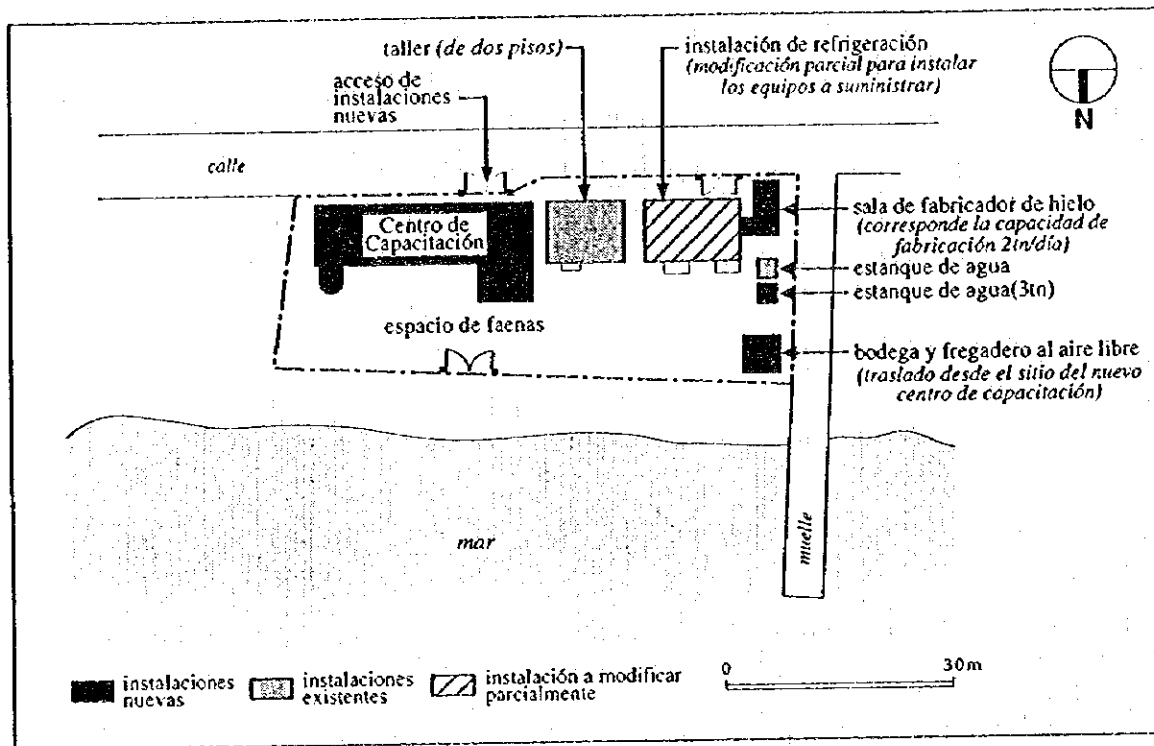 taller (de dos pisos)
instalación de refrigeración
(modificación parcial para instalar
los equipos a suministrar)
acceso de
instalaciones
nuevas
N
calle
Centro de
Capacitación
sala de fabricador de hielo
(corresponde la capacidad de
fabricación 2tn/día)
estanque de agua
estanque de agua(3tn)
espacio de faenas
bodega y fregadero al aire libre
(traslado desde el sitio del nuevo
centro de capacitación)
mar
muelle
instalaciones
nuevas
instalaciones
existentes
instalación a modificar
parcialmente
0
30m